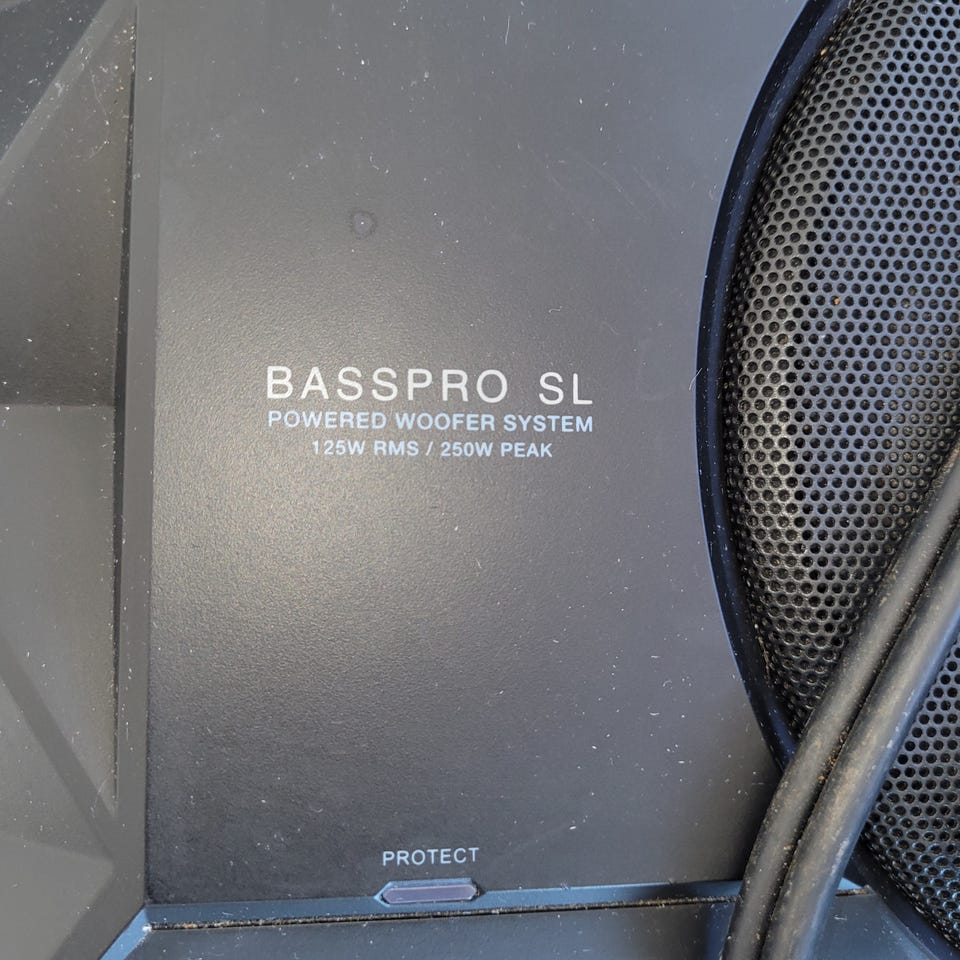 BASSPRO SL
POWERED WOOFER SYSTEM
125W RMS / 250W PEAK
PROTECT